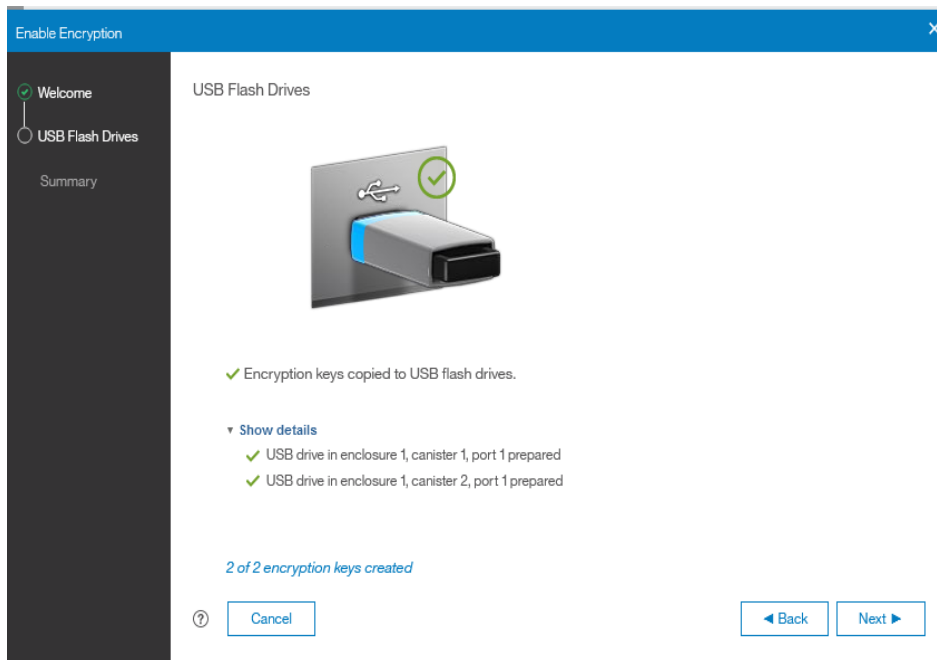 Enable Encryption
Welcome
USB Flash Drives
Summary
USB Flash Drives
Encryption keys copied to USB flash drives.
Show details
USB drive in enclosure 1, canister 1, port 1 prepared
USB drive in enclosure 1, canister 2, port 1 prepared
2 of 2 encryption keys created
? Cancel ◄ Back Next ►